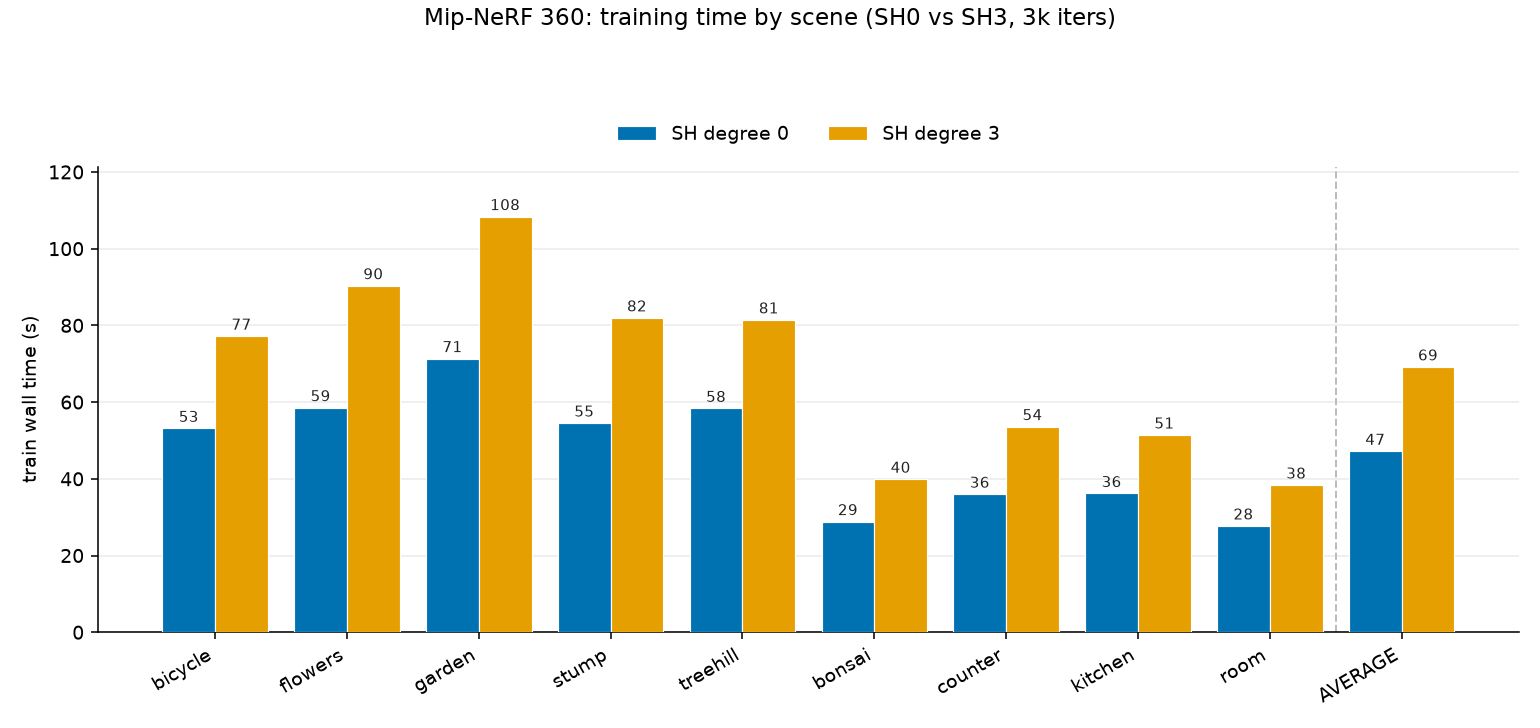 Mip-NeRF 360: training time by scene (SH0 vs SH3, 3k iters)
SH degree 0
SH degree 3
train wall time (s)
120
100
80
60
40
20
0
53
77
59
90
71
108
55
82
58
81
29
40
36
54
36
51
28
38
47
69
bicycle
flowers
garden
stump
treehill
bonsai
counter
kitchen
room
AVERAGE